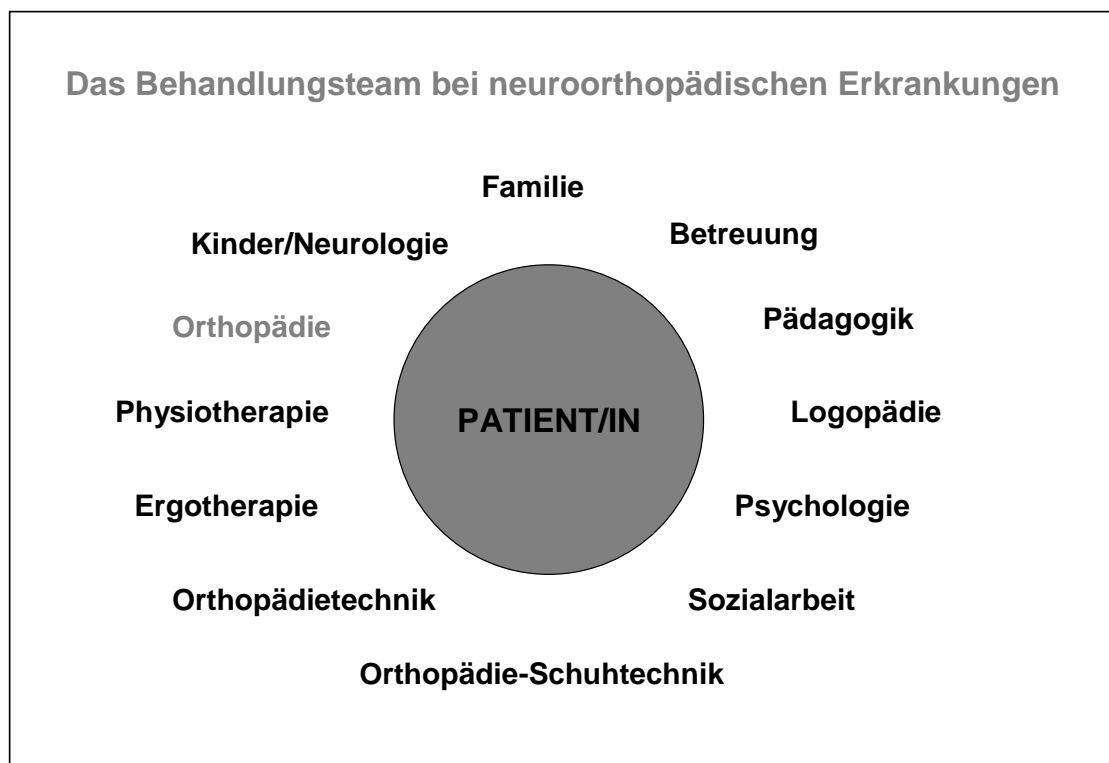 Das Behandlungsteam bei neuroorthopädischen Erkrankungen
Familie
Kinder/Neurologie
Betreuung
Orthopädie
Pädagogik
Physiotherapie
PATIENT/IN
Logopädie
Ergotherapie
Psychologie
Orthopädietechnik
Sozialarbeit
Orthopädie-Schuhtechnik